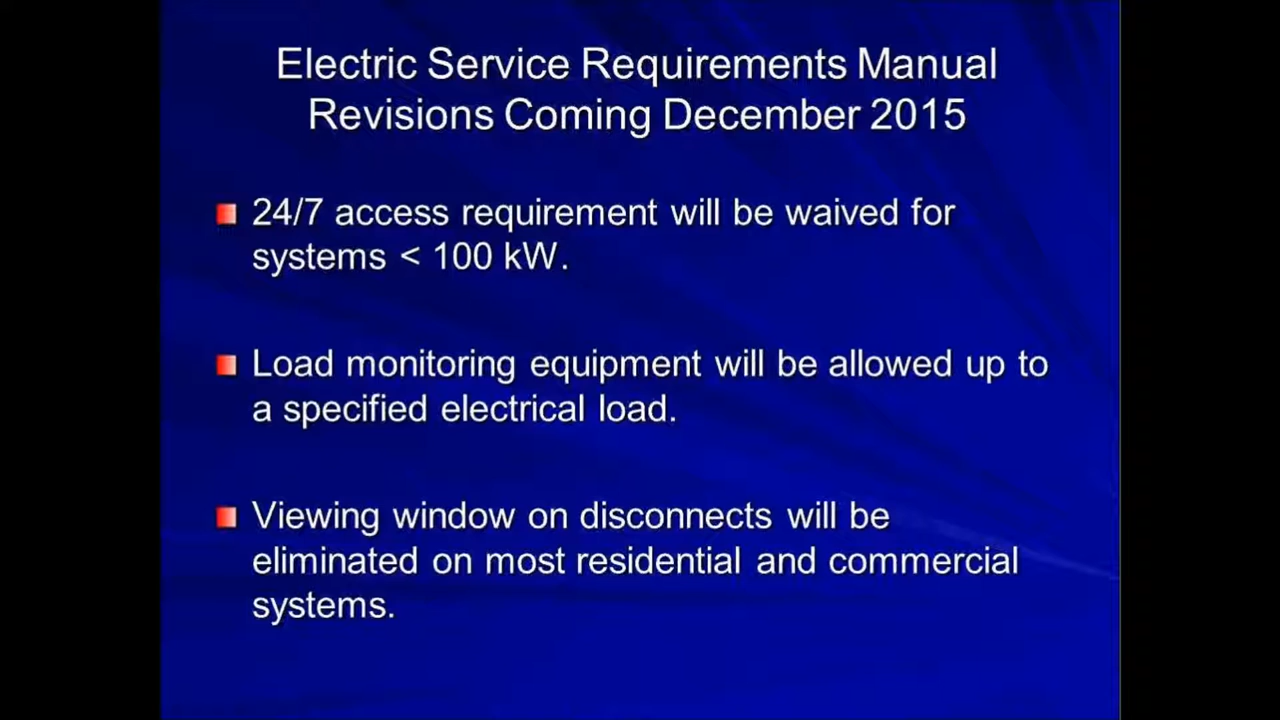 Electric Service Requirements Manual
Revisions Coming December 2015
24/7 access requirement will be waived for
systems < 100 kW.
Load monitoring equipment will be allowed up to
a specified electrical load.
Viewing window on disconnects will be
eliminated on most residential and commercial
systems.